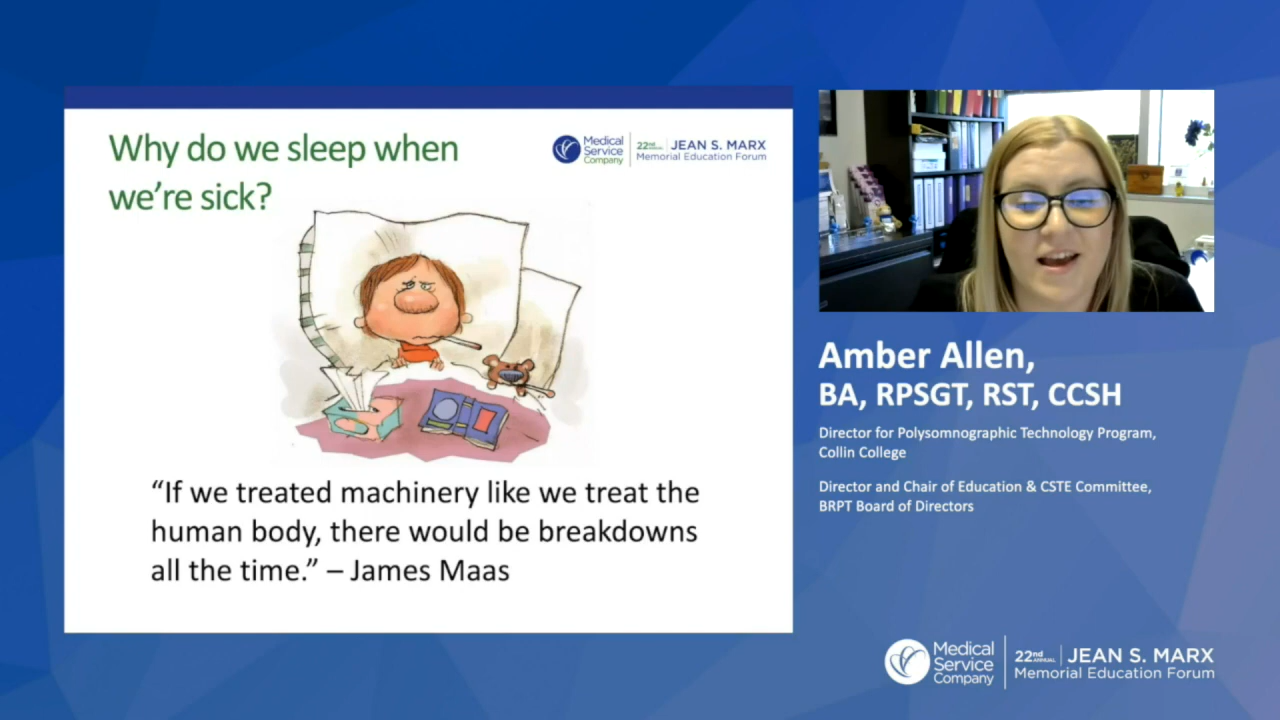 Why do we sleep when
we're sick?
Medical
Service
Company
22nd ANNUAL
JEAN S. MARX
Memorial Education Forum
“If we treated machinery like we treat the
human body, there would be breakdowns
all the time.” – James Maas
Amber Allen,
BA, RPSGT, RST, CCSH
Director for Polysomnographic Technology Program,
Collin College
Director and Chair of Education & CSTE Committee,
BRPT Board of Directors
Medical
Service
Company
22nd ANNUAL
JEAN S. MARX
Memorial Education Forum